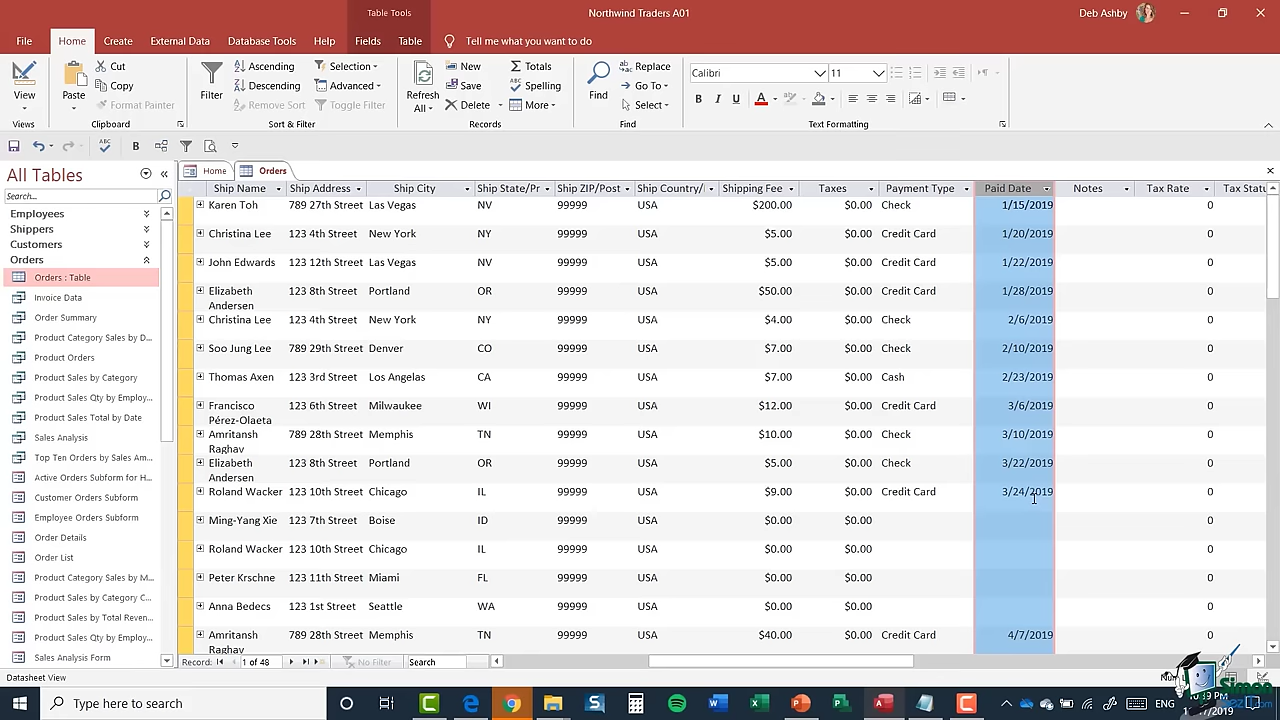 Table Tools
Northwind Traders A01
Deb Ashby
File Home Create External Data Database Tools Help Fields Table Tell me what you want to do
View
Paste
Cut
Copy
Format Painter
Filter
Ascending
Descending
Remove Sort
Selection
Advanced
Toggle Filter
Refresh
All
New
Save
Delete
Totals
Spelling
More
Find
Replace
Go To
Select
Calibri 11
B I U
Views Clipboard Sort & Filter Records Find Text Formatting
All Tables
Search...
Employees
Shippers
Customers
Orders
Orders : Table
Invoice Data
Order Summary
Product Category Sales by D...
Product Orders
Product Sales by Category
Product Sales Qty by Employ...
Product Sales Total by Date
Sales Analysis
Top Ten Orders by Sales Am...
Active Orders Subform for H...
Customer Orders Subform
Employee Orders Subform
Order Details
Order List
Product Category Sales by M...
Product Category Sales by C...
Product Sales by Total Reven...
Product Sales Qty by Employ...
Sales Analysis Form
Home Orders
Ship Name Ship Address Ship City Ship State/Pr Ship ZIP/Post Ship Country/ Shipping Fee Taxes Payment Type Paid Date Notes Tax Rate Tax Statu
Karen Toh 789 27th Street Las Vegas NV 99999 USA $200.00 $0.00 Check 1/15/2019 0
Christina Lee 123 4th Street New York NY 99999 USA $5.00 $0.00 Credit Card 1/20/2019 0
John Edwards 123 12th Street Las Vegas NV 99999 USA $5.00 $0.00 Credit Card 1/22/2019 0
Elizabeth 123 8th Street Portland OR 99999 USA $50.00 $0.00 Credit Card 1/28/2019 0
Andersen
Christina Lee 123 4th Street New York NY 99999 USA $4.00 $0.00 Check 2/6/2019 0
Soo Jung Lee 789 29th Street Denver CO 99999 USA $7.00 $0.00 Check 2/10/2019 0
Thomas Axen 123 3rd Street Los Angelas CA 99999 USA $7.00 $0.00 Cash 2/23/2019 0
Francisco 123 6th Street Milwaukee WI 99999 USA $12.00 $0.00 Credit Card 3/6/2019 0
Pérez-Olaeta
Amritansh 789 28th Street Memphis TN 99999 USA $10.00 $0.00 Check 3/10/2019 0
Raghav
Elizabeth 123 8th Street Portland OR 99999 USA $5.00 $0.00 Check 3/22/2019 0
Andersen
Roland Wacker 123 10th Street Chicago IL 99999 USA $9.00 $0.00 Credit Card 3/24/2019 0
Ming-Yang Xie 123 7th Street Boise ID 99999 USA $0.00 $0.00 0
Roland Wacker 123 10th Street Chicago IL 99999 USA $0.00 $0.00 0
Peter Krschne 123 11th Street Miami FL 99999 USA $0.00 $0.00 0
Anna Bedecs 123 1st Street Seattle WA 99999 USA $0.00 $0.00 0
Amritansh 789 28th Street Memphis TN 99999 USA $40.00 $0.00 Credit Card 4/7/2019 0
Raghav
Record: 1 of 48 No Filter Search
Datasheet View
Type here to search